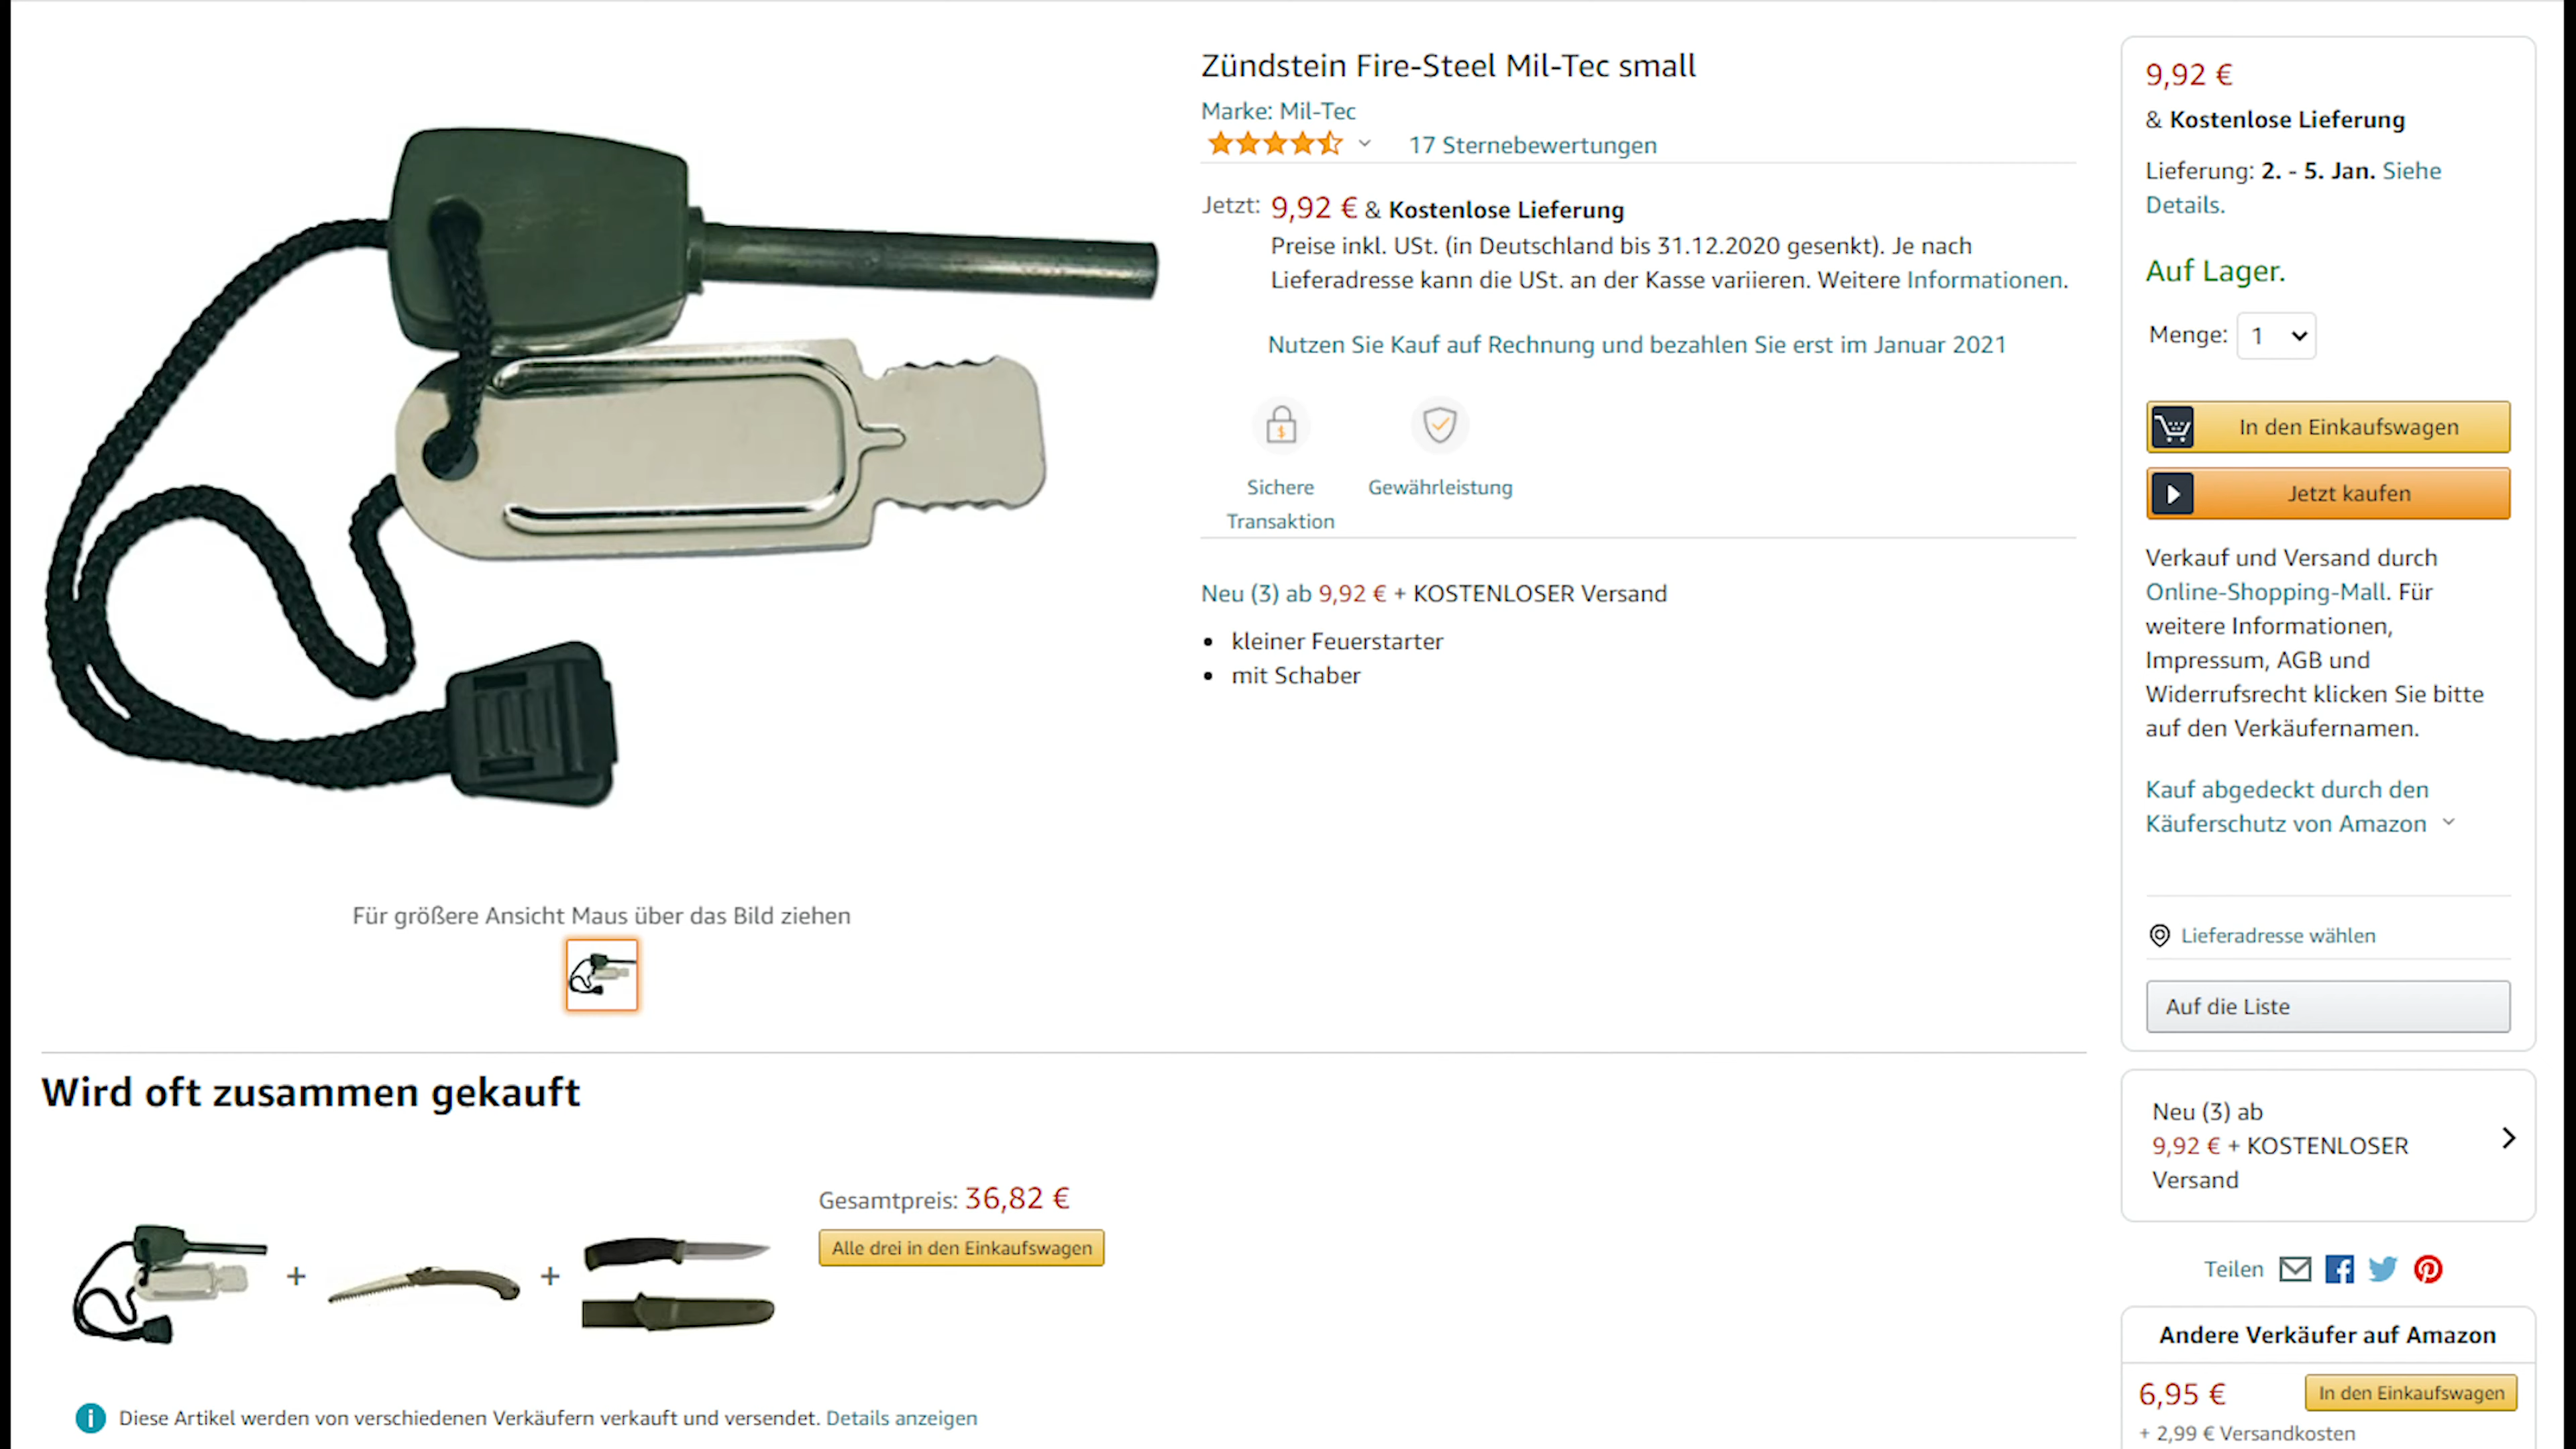 Zündstein Fire-Steel Mil-Tec small
Marke: Mil-Tec
17 Sternebewertungen
Jetzt: 9,92 € & Kostenlose Lieferung
Preise inkl. USt. (in Deutschland bis 31.12.2020 gesenkt). Je nach
Lieferadresse kann die USt. an der Kasse variieren. Weitere Informationen.
Nutzen Sie Kauf auf Rechnung und bezahlen Sie erst im Januar 2021
Sichere
Transaktion
Gewährleistung
Neu (3) ab 9,92 € + KOSTENLOSER Versand
• kleiner Feuerstarter
• mit Schaber
Für größere Ansicht Maus über das Bild ziehen
9,92 €
& Kostenlose Lieferung
Lieferung: 2. - 5. Jan. Siehe
Details.
Auf Lager.
Menge: 1
In den Einkaufswagen
Jetzt kaufen
Verkauf und Versand durch
Online-Shopping-Mall. Für
weitere Informationen,
Impressum, AGB und
Widerrufsrecht klicken Sie bitte
auf den Verkäufernamen.
Kauf abgedeckt durch den
Käuferschutz von Amazon
Lieferadresse wählen
Auf die Liste
Neu (3) ab
9,92 € + KOSTENLOSER
Versand
Teilen
Andere Verkäufer auf Amazon
6,95 €
In den Einkaufswagen
+ 2,99 € Versandkosten
Wird oft zusammen gekauft
+ +
Gesamtpreis: 36,82 €
Alle drei in den Einkaufswagen
Diese Artikel werden von verschiedenen Verkäufern verkauft und versendet. Details anzeigen